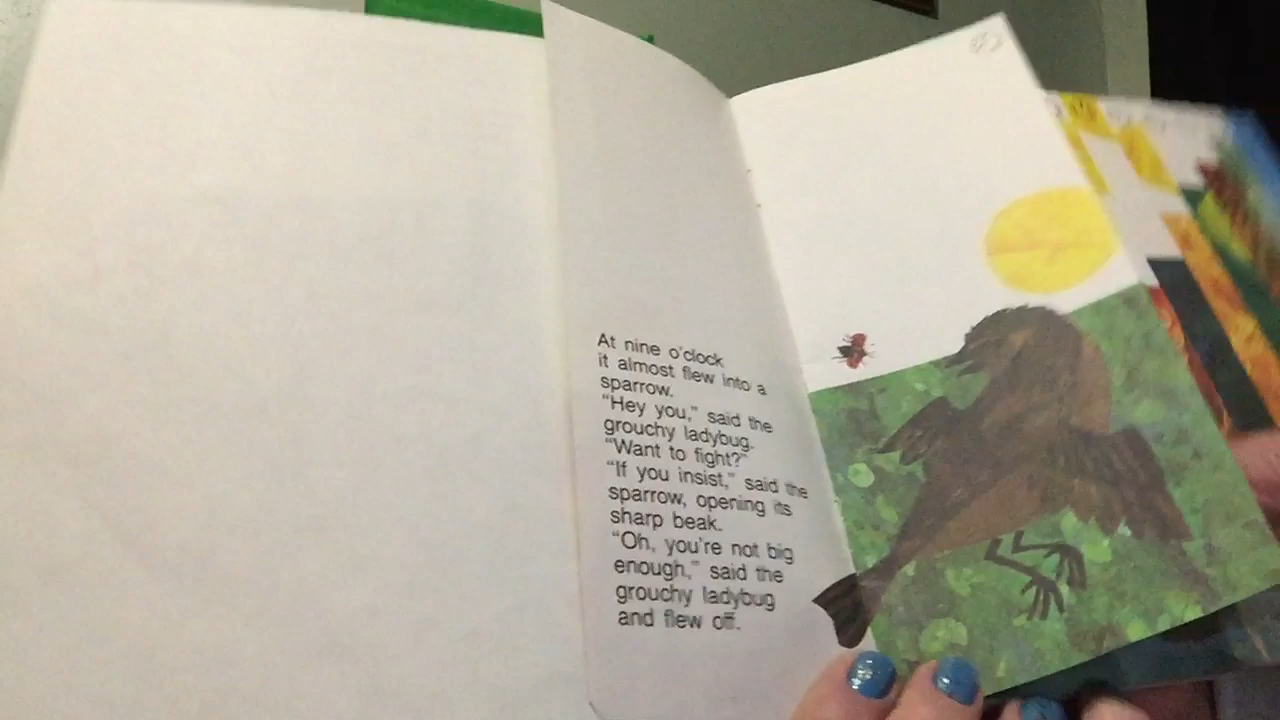 At nine o'clock
it almost flew into a
sparrow.
"Hey you," said the
grouchy ladybug.
"Want to fight?"
"If you insist," said the
sparrow, opening its
sharp beak.
"Oh, you're not big
enough," said the
grouchy ladybug
and flew off.